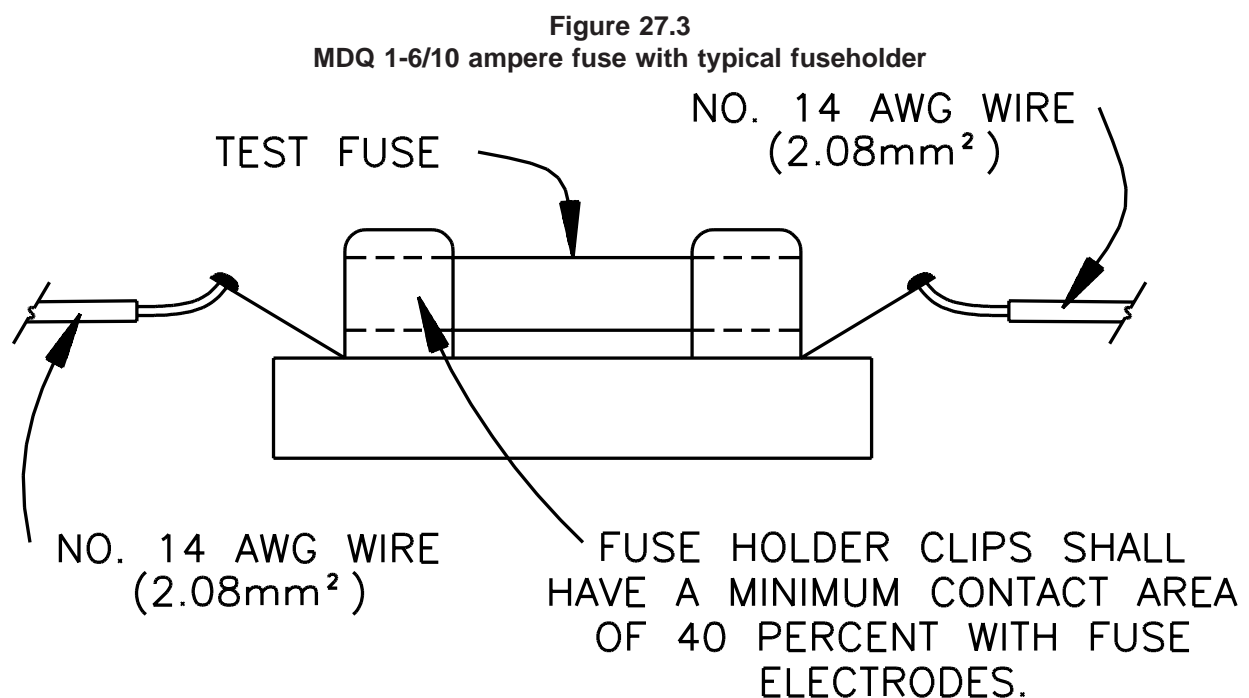 Figure 27.3
MDQ 1-6/10 ampere fuse with typical fuseholder
NO. 14 AWG WIRE
(2.08mm²)
TEST FUSE
NO. 14 AWG WIRE
(2.08mm²)
FUSE HOLDER CLIPS SHALL
HAVE A MINIMUM CONTACT AREA
OF 40 PERCENT WITH FUSE
ELECTRODES.